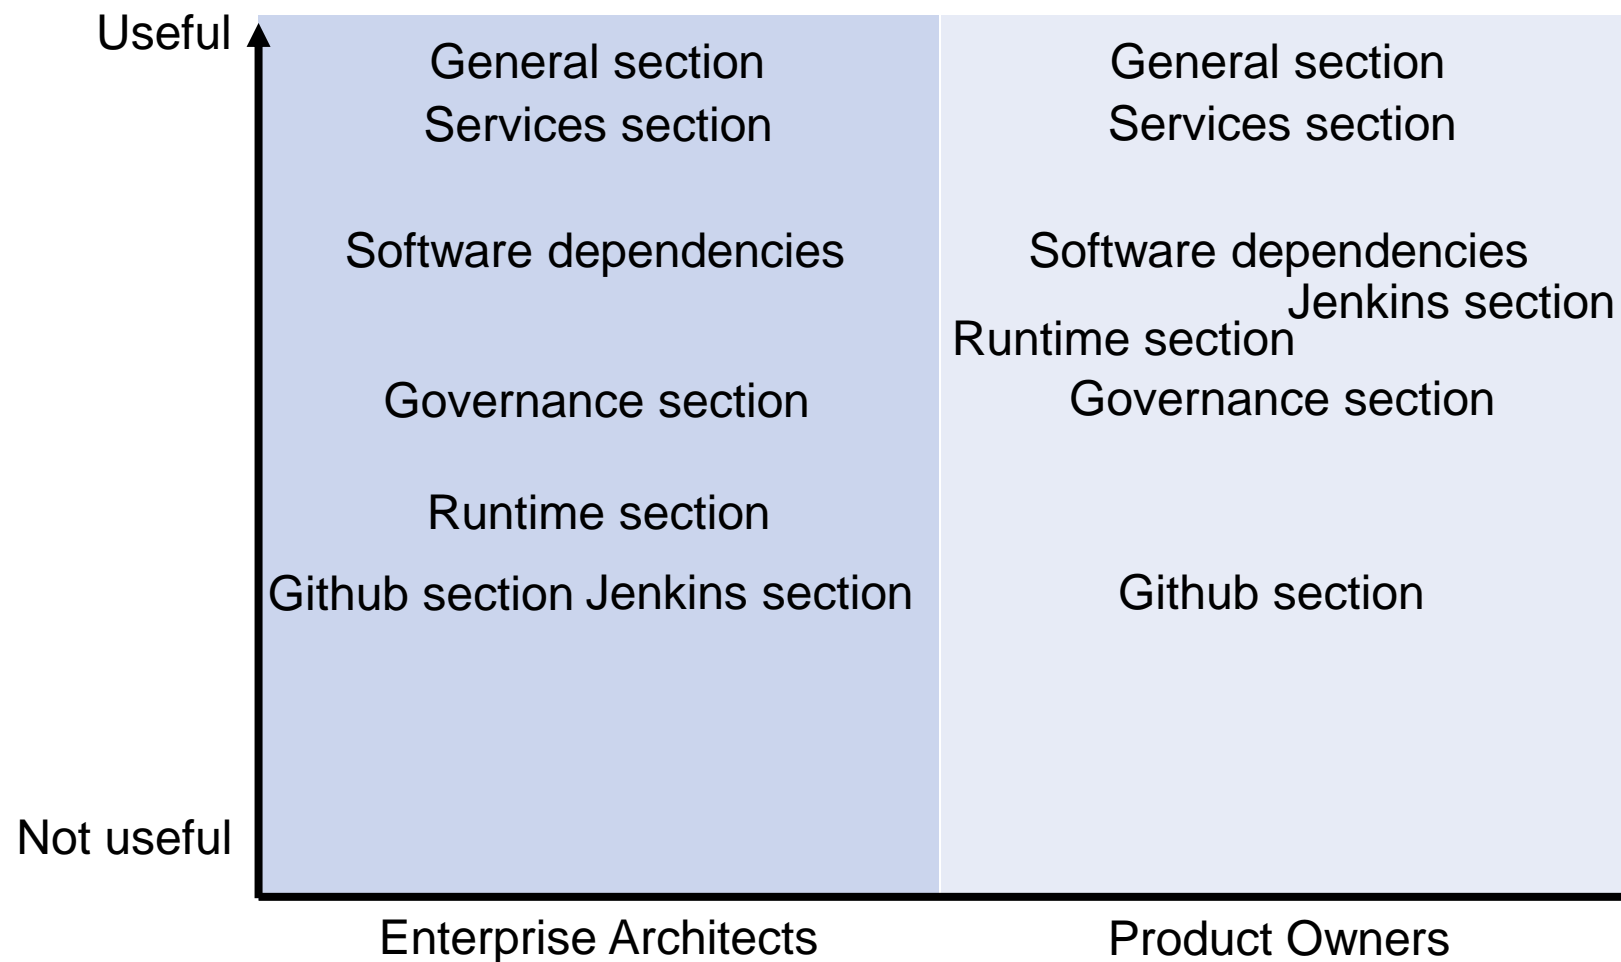 Useful
General section
General section
Services section
Services section
Software dependencies
Software dependencies
Jenkins section
Runtime section
Governance section
Governance section
Runtime section
Github section
Jenkins section
Github section
Not useful
Enterprise Architects
Product Owners